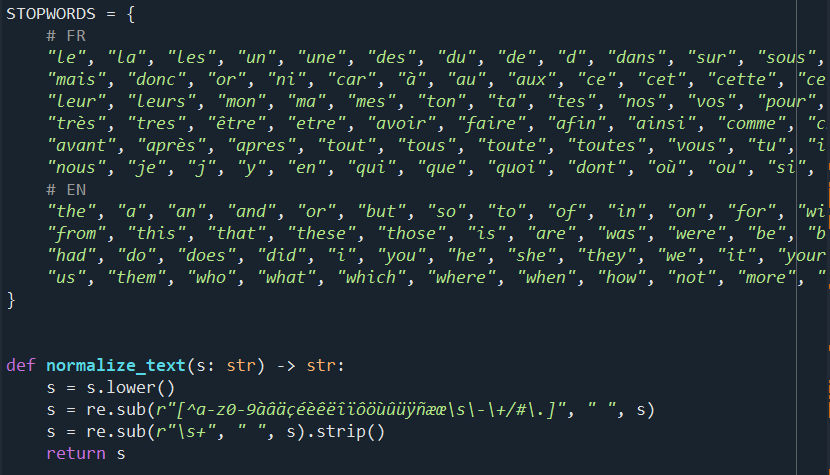 STOPWORDS = {
# FR
"le", "la", "les", "un", "une", "des", "du", "de", "d", "dans", "sur", "sous",
"mais", "donc", "or", "ni", "car", "à", "au", "aux", "ce", "cet", "cette", "ce
"leur", "leurs", "mon", "ma", "mes", "ton", "ta", "tes", "nos", "vos", "pour",
"très", "tres", "être", "etre", "avoir", "faire", "afin", "ainsi", "comme", "c
"avant", "après", "apres", "tout", "tous", "toute", "toutes", "vous", "tu", "i
"nous", "je", "j", "y", "en", "qui", "que", "quoi", "dont", "où", "ou", "si",
# EN
"the", "a", "an", "and", "or", "but", "so", "to", "of", "in", "on", "for", "wi
"from", "this", "that", "these", "those", "is", "are", "was", "were", "be", "b
"had", "do", "does", "did", "i", "you", "he", "she", "they", "we", "it", "your
"us", "them", "who", "what", "which", "where", "when", "how", "not", "more", "
}
def normalize_text(s: str) -> str:
s = s.lower()
s = re.sub(r"[^a-z0-9àâäçéèêëîïôöùûüÿñæœ\s\-\+/#\.]", " ", s)
s = re.sub(r"\s+", " ", s).strip()
return s